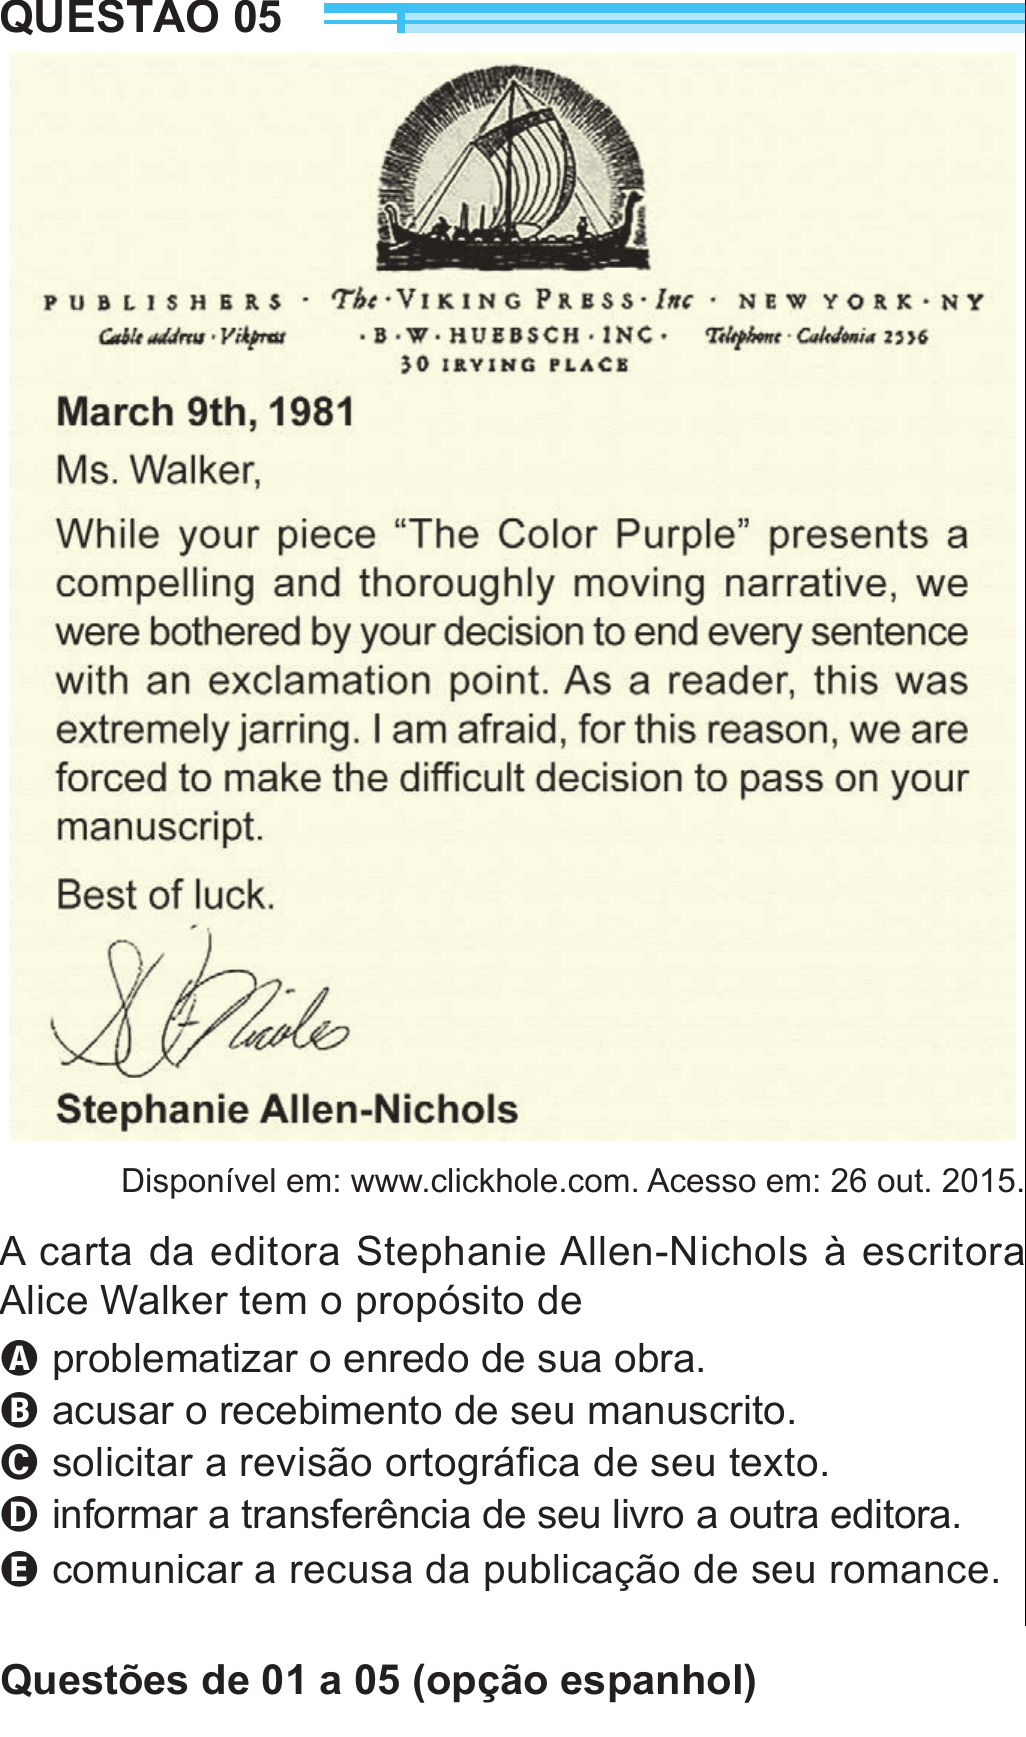 QUESTÃO 05
PUBLISHERS · The · VIKING PRESS · Inc · NEW YORK · NY
Cable address · Vikpress · B · W · HUEBSCH · INC · Telephone · Caledonia 2536
30 IRVING PLACE
March 9th, 1981
Ms. Walker,
While your piece “The Color Purple” presents a
compelling and thoroughly moving narrative, we
were bothered by your decision to end every sentence
with an exclamation point. As a reader, this was
extremely jarring. I am afraid, for this reason, we are
forced to make the difficult decision to pass on your
manuscript.
Best of luck.
Stephanie Allen-Nichols
Disponível em: www.clickhole.com. Acesso em: 26 out. 2015.
A carta da editora Stephanie Allen-Nichols à escritora
Alice Walker tem o propósito de
A problematizar o enredo de sua obra.
B acusar o recebimento de seu manuscrito.
C solicitar a revisão ortográfica de seu texto.
D informar a transferência de seu livro a outra editora.
E comunicar a recusa da publicação de seu romance.
Questões de 01 a 05 (opção espanhol)